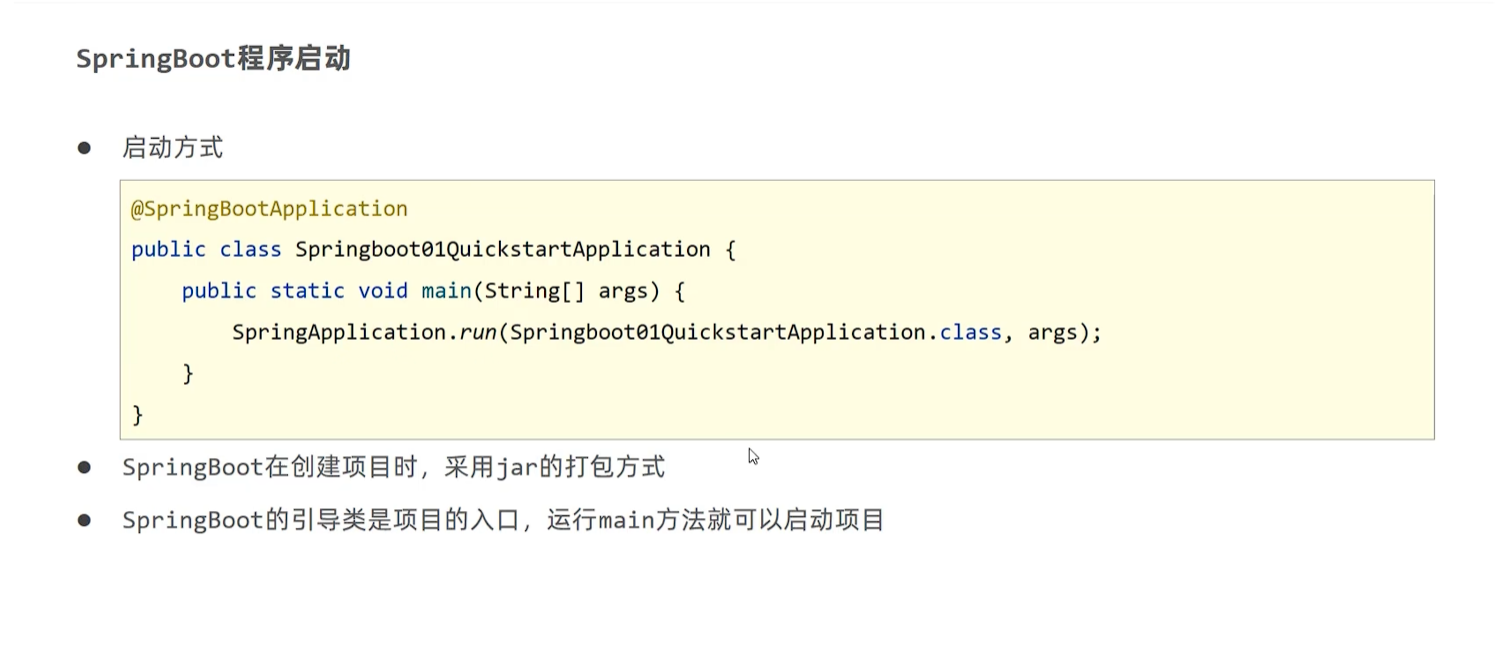 SpringBoot程序启动
● 启动方式
@SpringBootApplication
public class Springboot01QuickstartApplication {
    public static void main(String[] args) {
        SpringApplication.run(Springboot01QuickstartApplication.class, args);
    }
}
● SpringBoot在创建项目时，采用jar的打包方式
● SpringBoot的引导类是项目的入口，运行main方法就可以启动项目